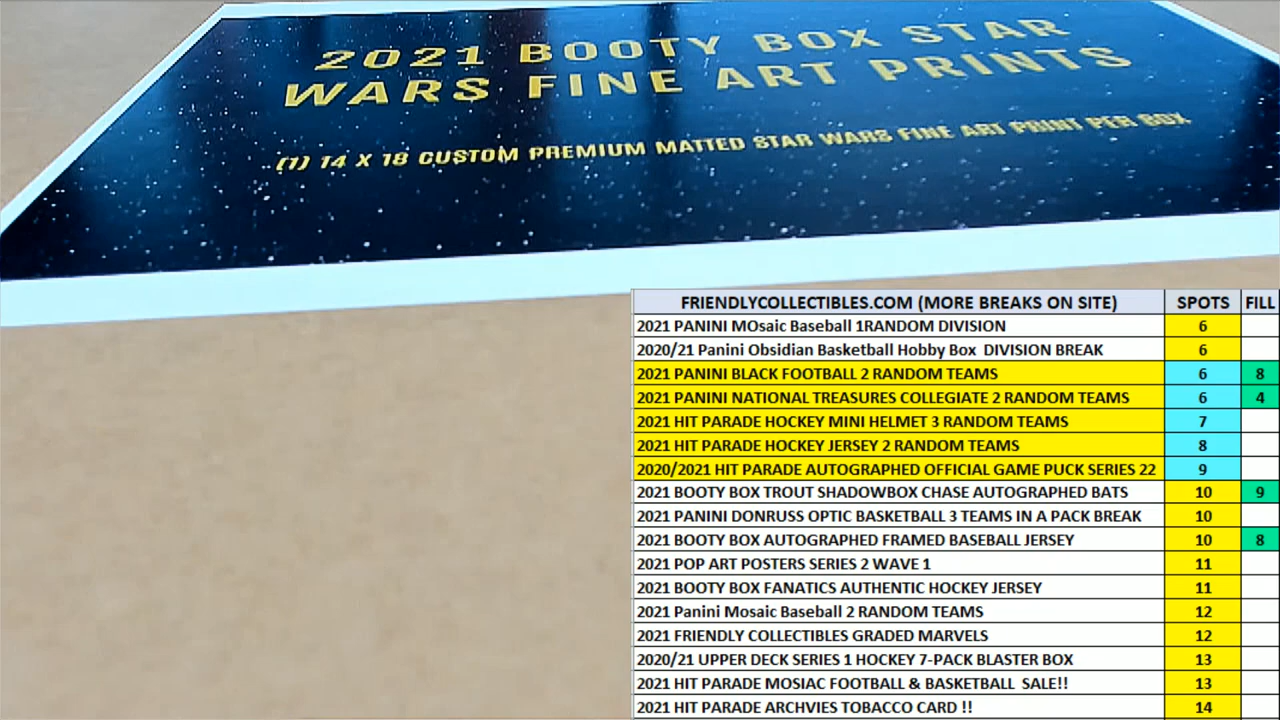 2021 BOOTY BOX STAR
WARS FINE ART PRINTS
(1) 14 X 18 CUSTOM PREMIUM MATTED STAR WARS FINE ART PRINT PER BOX
FRIENDLYCOLLECTIBLES.COM (MORE BREAKS ON SITE) SPOTS FILL
2021 PANINI MOsaic Baseball 1RANDOM DIVISION 6
2020/21 Panini Obsidian Basketball Hobby Box DIVISION BREAK 6
2021 PANINI BLACK FOOTBALL 2 RANDOM TEAMS 6 8
2021 PANINI NATIONAL TREASURES COLLEGIATE 2 RANDOM TEAMS 6 4
2021 HIT PARADE HOCKEY MINI HELMET 3 RANDOM TEAMS 7
2021 HIT PARADE HOCKEY JERSEY 2 RANDOM TEAMS 8
2020/2021 HIT PARADE AUTOGRAPHED OFFICIAL GAME PUCK SERIES 22 9
2021 BOOTY BOX TROUT SHADOWBOX CHASE AUTOGRAPHED BATS 10 9
2021 PANINI DONRUSS OPTIC BASKETBALL 3 TEAMS IN A PACK BREAK 10
2021 BOOTY BOX AUTOGRAPHED FRAMED BASEBALL JERSEY 10 8
2021 POP ART POSTERS SERIES 2 WAVE 1 11
2021 BOOTY BOX FANATICS AUTHENTIC HOCKEY JERSEY 11
2021 Panini Mosaic Baseball 2 RANDOM TEAMS 12
2021 FRIENDLY COLLECTIBLES GRADED MARVELS 12
2020/21 UPPER DECK SERIES 1 HOCKEY 7-PACK BLASTER BOX 13
2021 HIT PARADE MOSIAC FOOTBALL & BASKETBALL SALE!! 13
2021 HIT PARADE ARCHVIES TOBACCO CARD !! 14